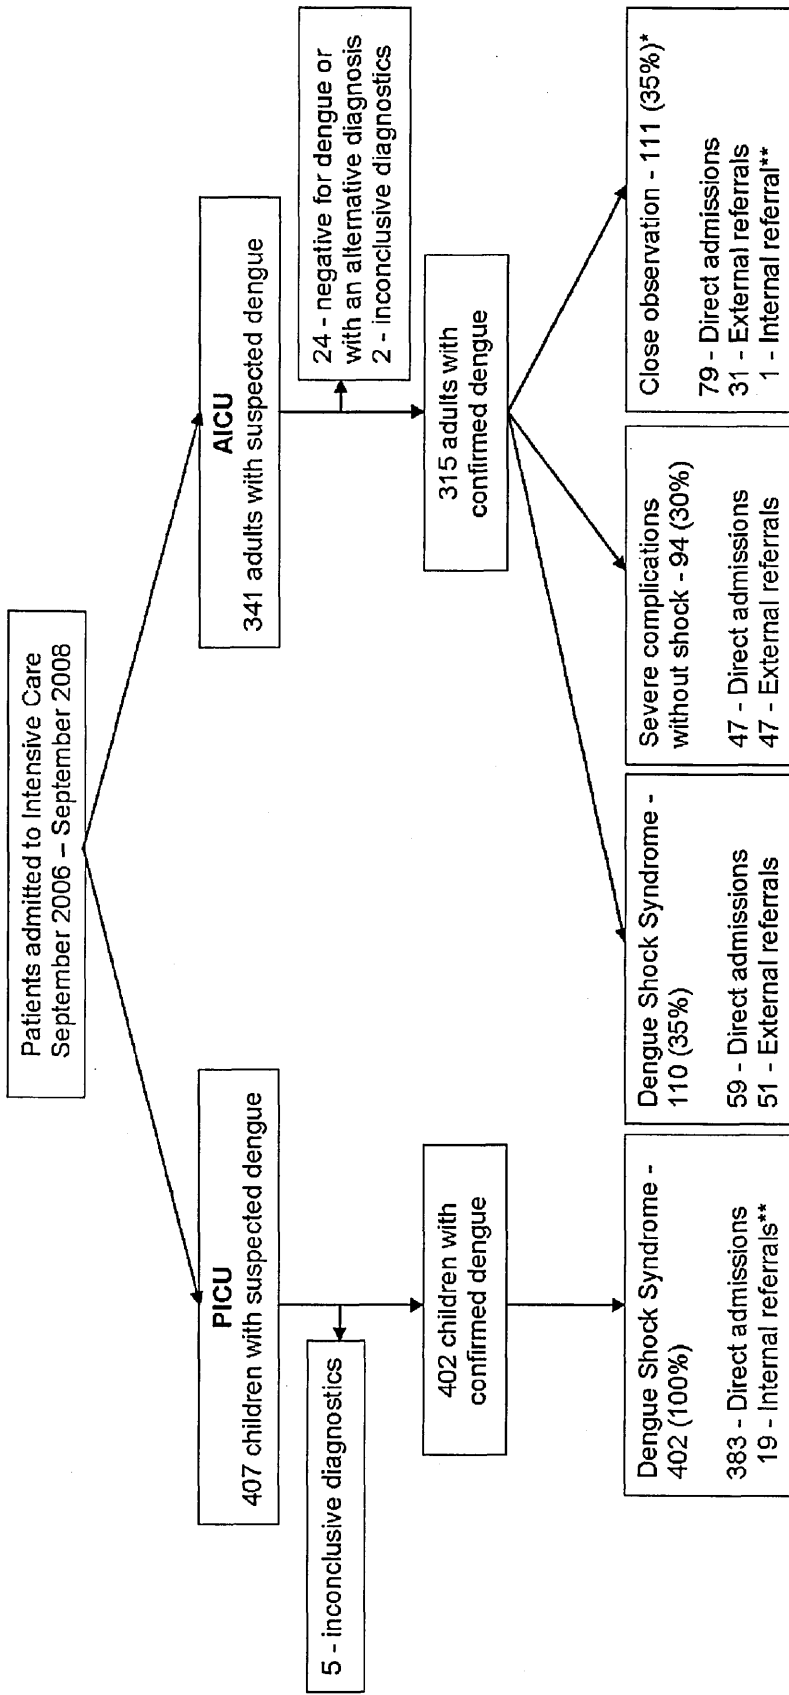 Patients admitted to Intensive Care
September 2006 – September 2008
PICU
407 children with suspected dengue
AICU
341 adults with suspected dengue
5 - inconclusive diagnostics
24 - negative for dengue or
with an alternative diagnosis
2 - inconclusive diagnostics
402 children with
confirmed dengue
315 adults with
confirmed dengue
Dengue Shock Syndrome -
402 (100%)
383 - Direct admissions
19 - Internal referrals**
Dengue Shock Syndrome -
110 (35%)
59 - Direct admissions
51 - External referrals
Severe complications
without shock - 94 (30%)
47 - Direct admissions
47 - External referrals
Close observation - 111 (35%)*
79 - Direct admissions
31 - External referrals
1 - Internal referral**